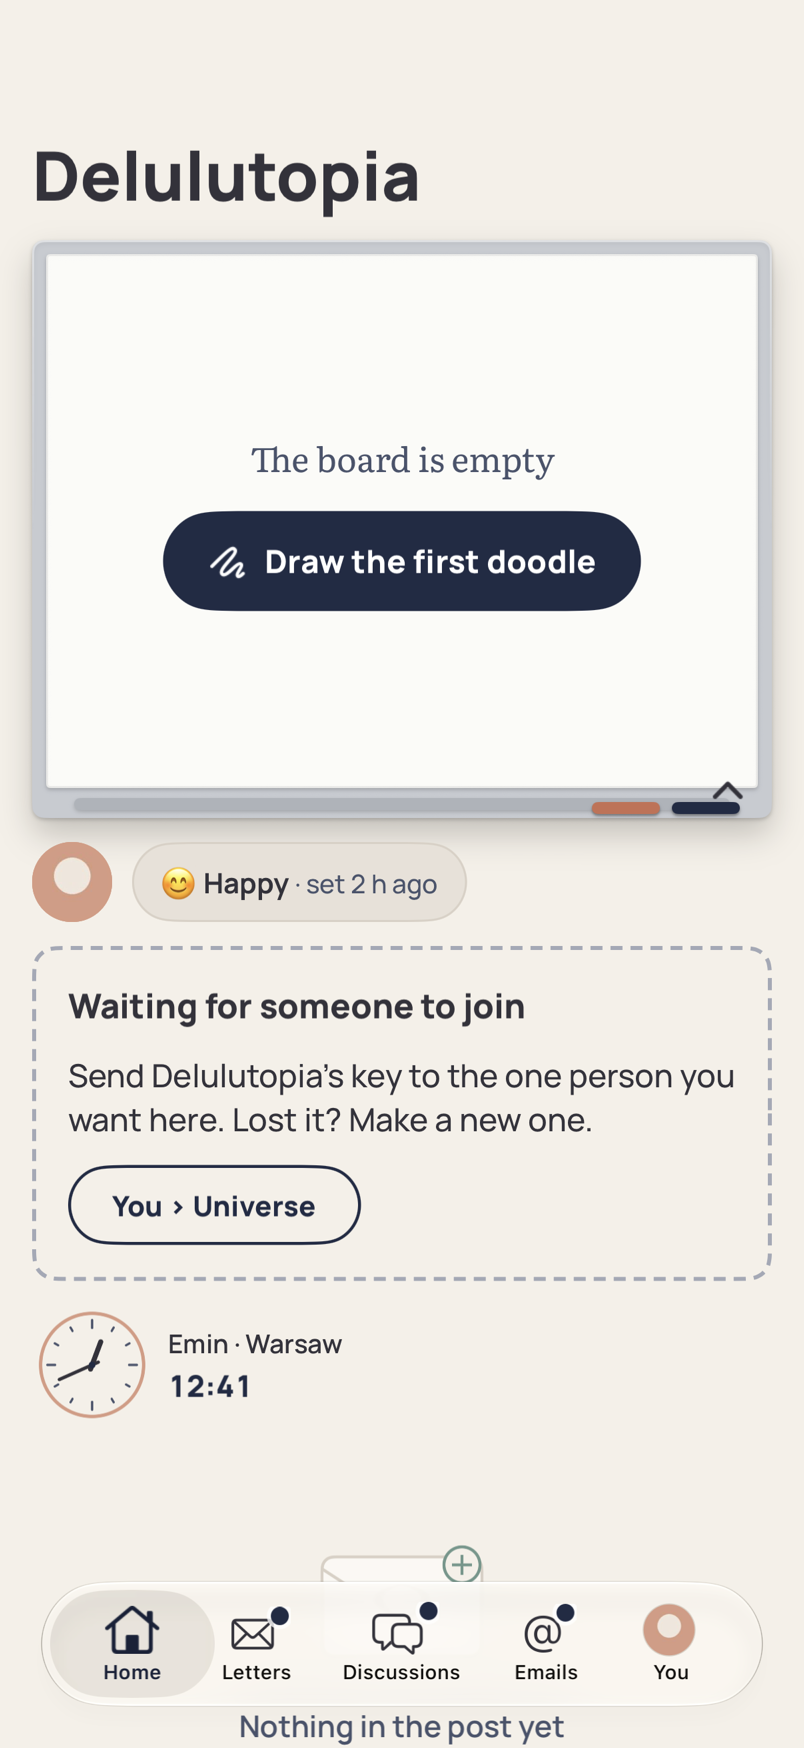 Delulutopia
The board is empty
Draw the first doodle
😊 Happy · set 2 h ago
Waiting for someone to join
Send Delulutopia’s key to the one person you
want here. Lost it? Make a new one.
You › Universe
Emin · Warsaw
12:41
Home
Letters
Discussions
@
Emails
You
Nothing in the post yet